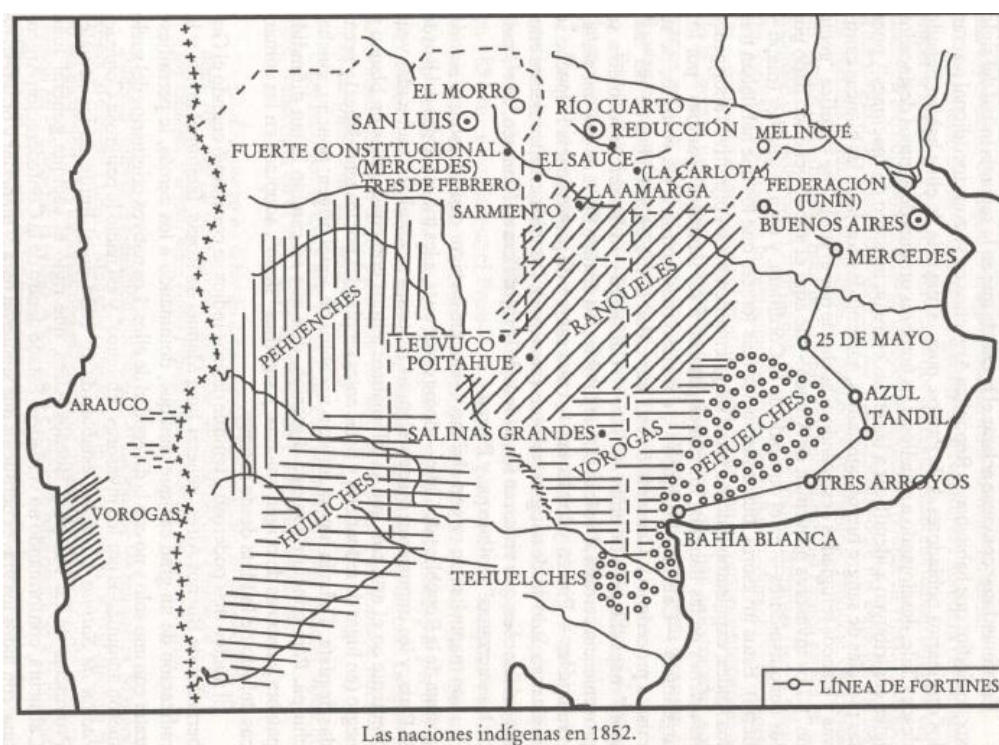 EL MORRO
SAN LUIS
RÍO CUARTO
REDUCCIÓN
MELINCUÉ
FUERTE CONSTITUCIONAL
(MERCEDES)
EL SAUCE
(LA CARLOTA)
TRES DE FEBRERO
LA AMARGA
SARMIENTO
FEDERACIÓN
(JUNÍN)
BUENOS AIRES
MERCEDES
PEHUENCHES
RANQUELES
LEUVUCO
POITAHUE
25 DE MAYO
ARAUCO
AZUL
TANDIL
SALINAS GRANDES
VOROGAS
PEHUELCHES
VOROGAS
HUILICHES
TRES ARROYOS
BAHÍA BLANCA
TEHUELCHES
LÍNEA DE FORTINES
Las naciones indígenas en 1852.